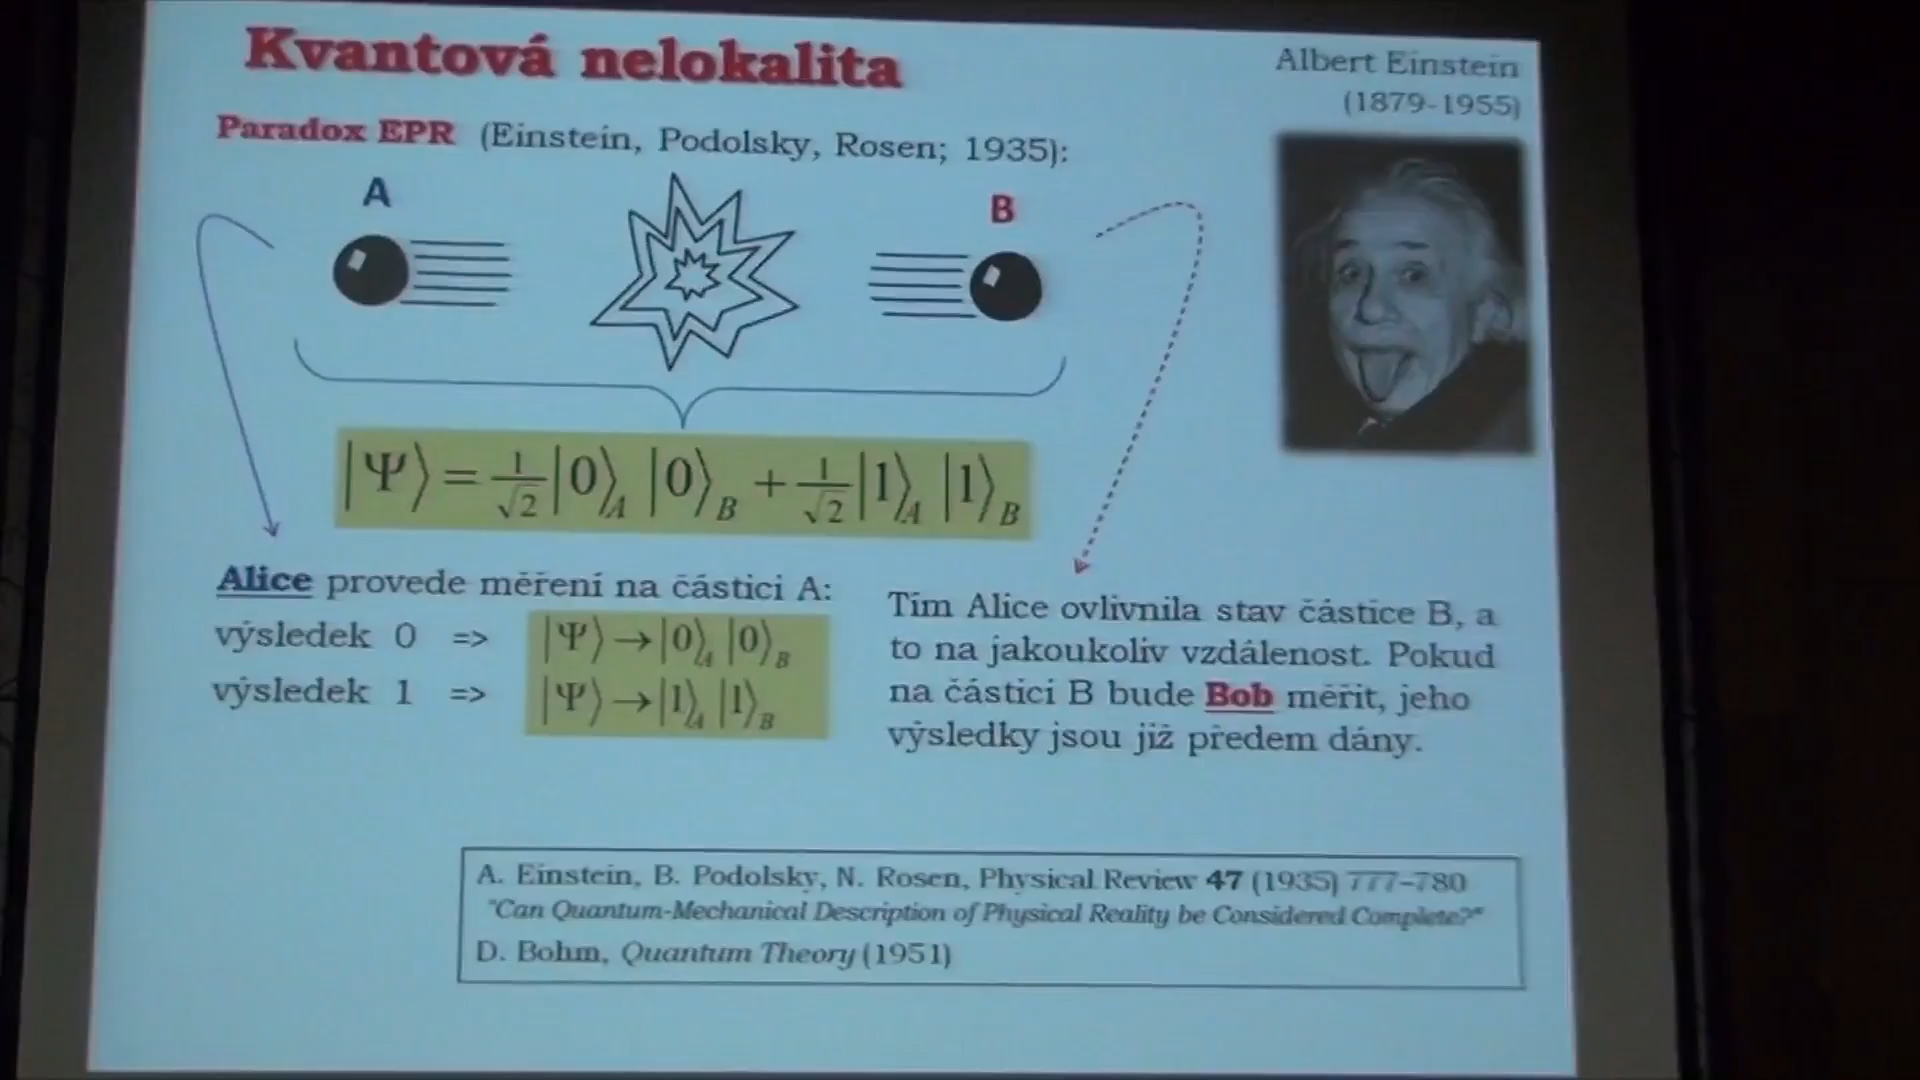 Kvantová nelokalita
Albert Einstein
(1879-1955)
Paradox EPR (Einstein, Podolsky, Rosen; 1935):
A
B
|Ψ⟩ = 1/√2 |0⟩A |0⟩B + 1/√2 |1⟩A |1⟩B
Alice provede měření na částici A:
výsledek 0 => |Ψ⟩→|0⟩A |0⟩B
výsledek 1 => |Ψ⟩→|1⟩A |1⟩B
Tím Alice ovlivnila stav částice B, a
to na jakoukoliv vzdálenost. Pokud
na částici B bude Bob měřit, jeho
výsledky jsou již předem dány.
A. Einstein, B. Podolsky, N. Rosen, Physical Review 47 (1935) 777-780
"Can Quantum-Mechanical Description of Physical Reality be Considered Complete?"
D. Bohm, Quantum Theory (1951)